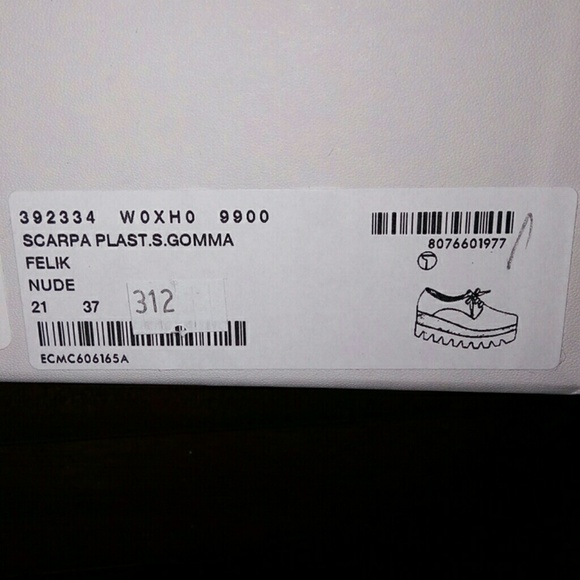 392334 W0XH0 9900
SCARPA PLAST.S.GOMMA
FELIK
NUDE
21 37 312
ECMC606165A
8076601977